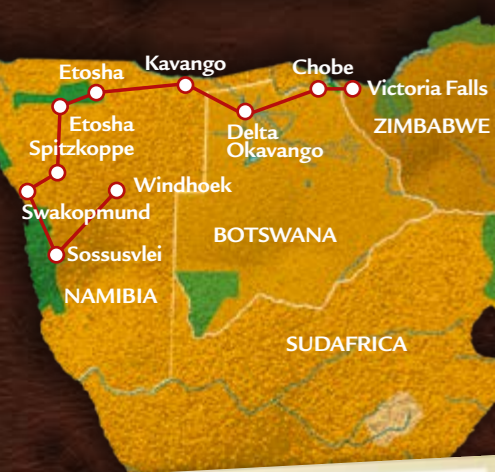 Kavango
Etosha
Chobe
Victoria Falls
Etosha
Delta
Okavango
ZIMBABWE
Spitzkoppe
Windhoek
Swakopmund
BOTSWANA
Sossusvlei
NAMIBIA
SUDAFRICA